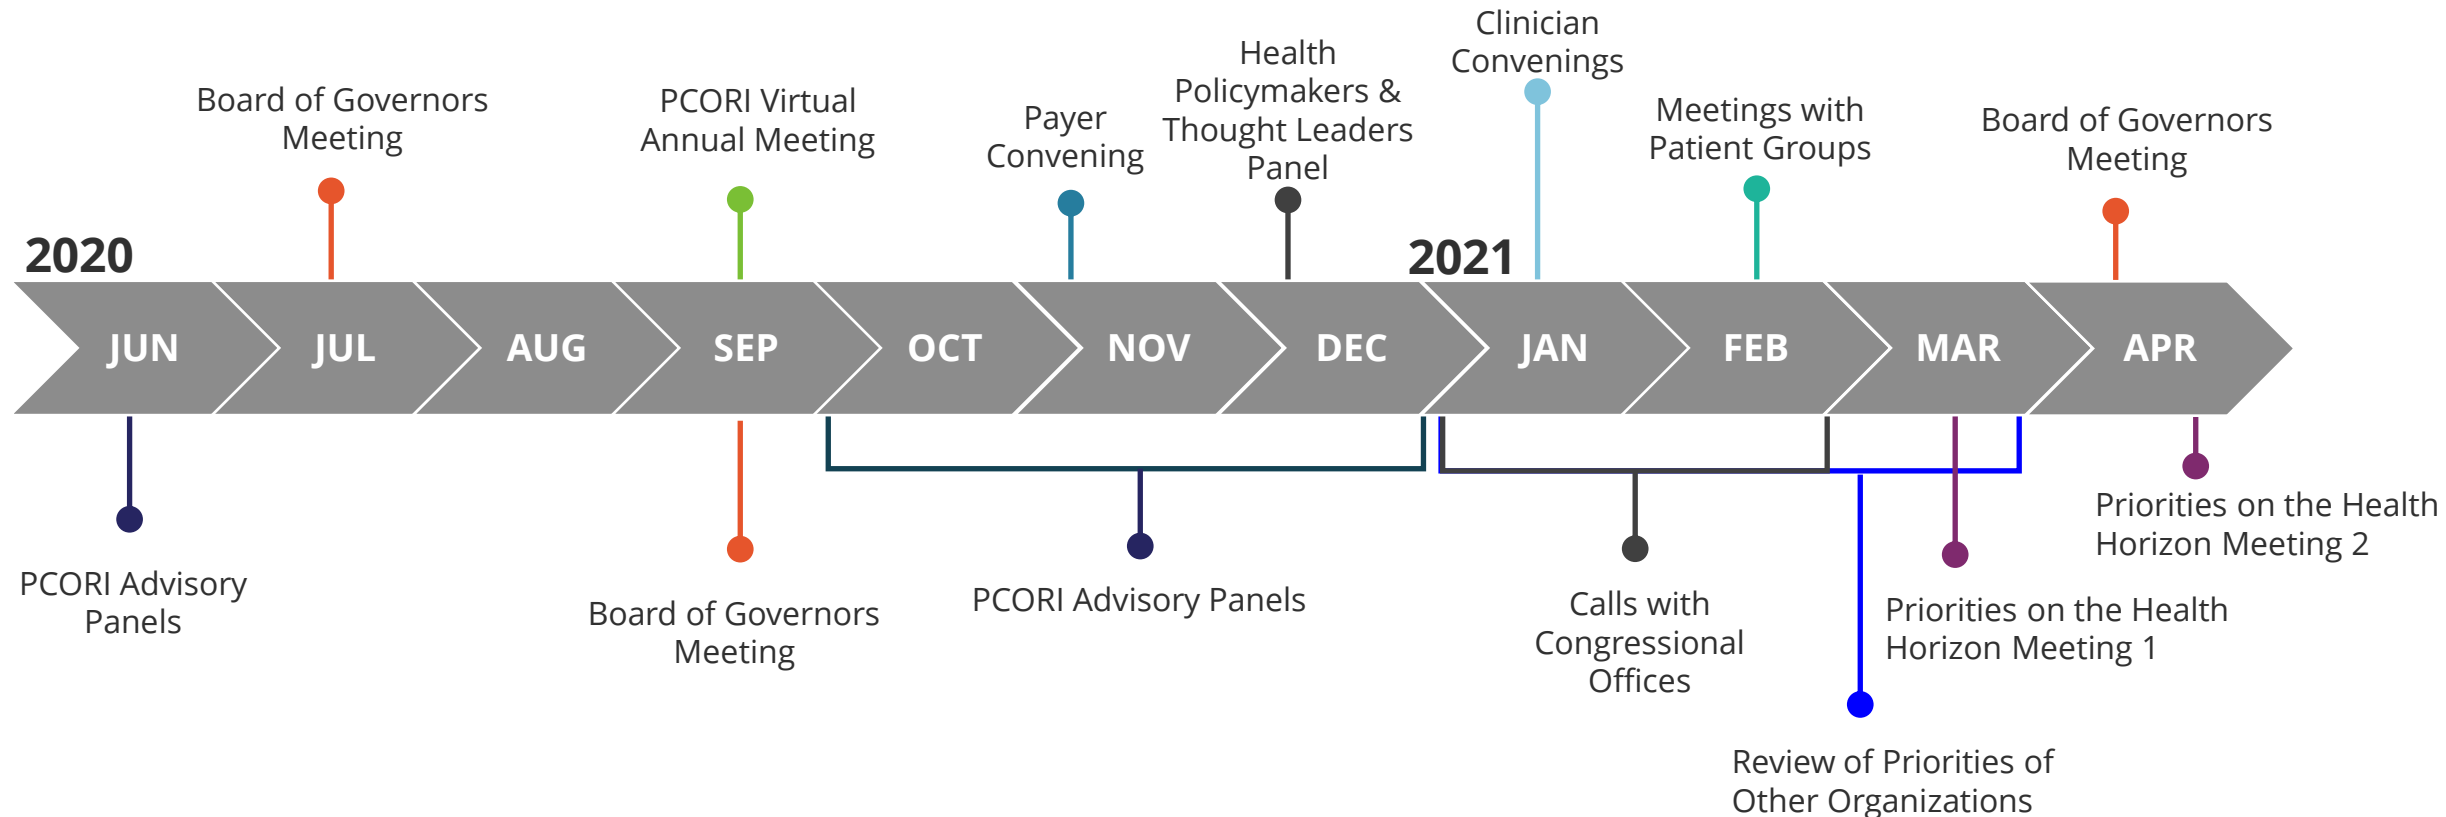 Board of Governors
Meeting
PCORI Virtual
Annual Meeting
Payer
Convening
Health
Policymakers &
Thought Leaders
Panel
Clinician
Convenings
Meetings with
Patient Groups
Board of Governors
Meeting
2020
2021
JUN
JUL
AUG
SEP
OCT
NOV
DEC
JAN
FEB
MAR
APR
PCORI Advisory
Panels
Board of Governors
Meeting
PCORI Advisory Panels
Calls with
Congressional
Offices
Review of Priorities of
Other Organizations
Priorities on the Health
Horizon Meeting 1
Priorities on the Health
Horizon Meeting 2